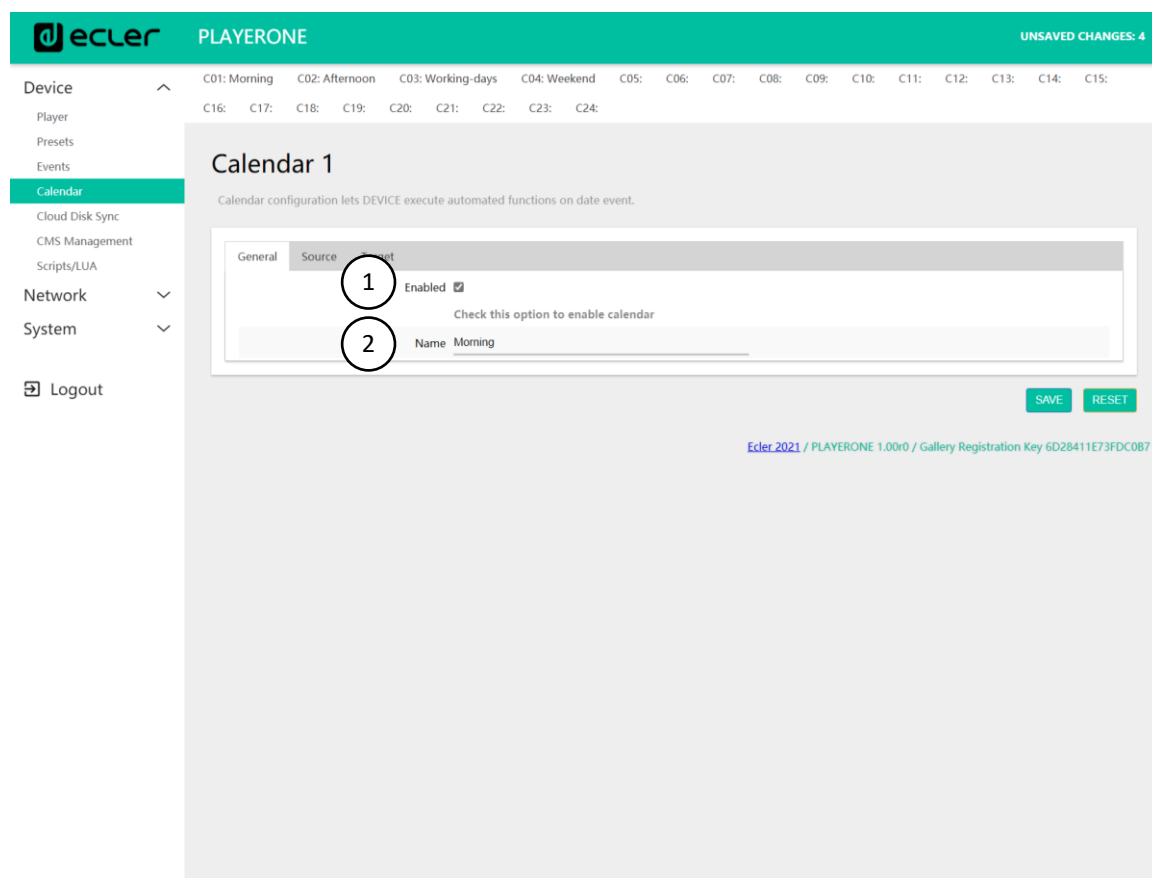 ecler PLAYERONE UNSAVED CHANGES: 4
Device
Player
Presets
Events
Calendar
Cloud Disk Sync
CMS Management
Scripts/LUA
Network
System
Logout
C01: Morning C02: Afternoon C03: Working-days C04: Weekend C05: C06: C07: C08: C09: C10: C11: C12: C13: C14: C15:
C16: C17: C18: C19: C20: C21: C22: C23: C24:
Calendar 1
Calendar configuration lets DEVICE execute automated functions on date event.
General Source Target
1 Enabled
Check this option to enable calendar
2 Name Morning
SAVE RESET
Ecler 2021 / PLAYERONE 1.00r0 / Gallery Registration Key 6D28411E73FDC0B7